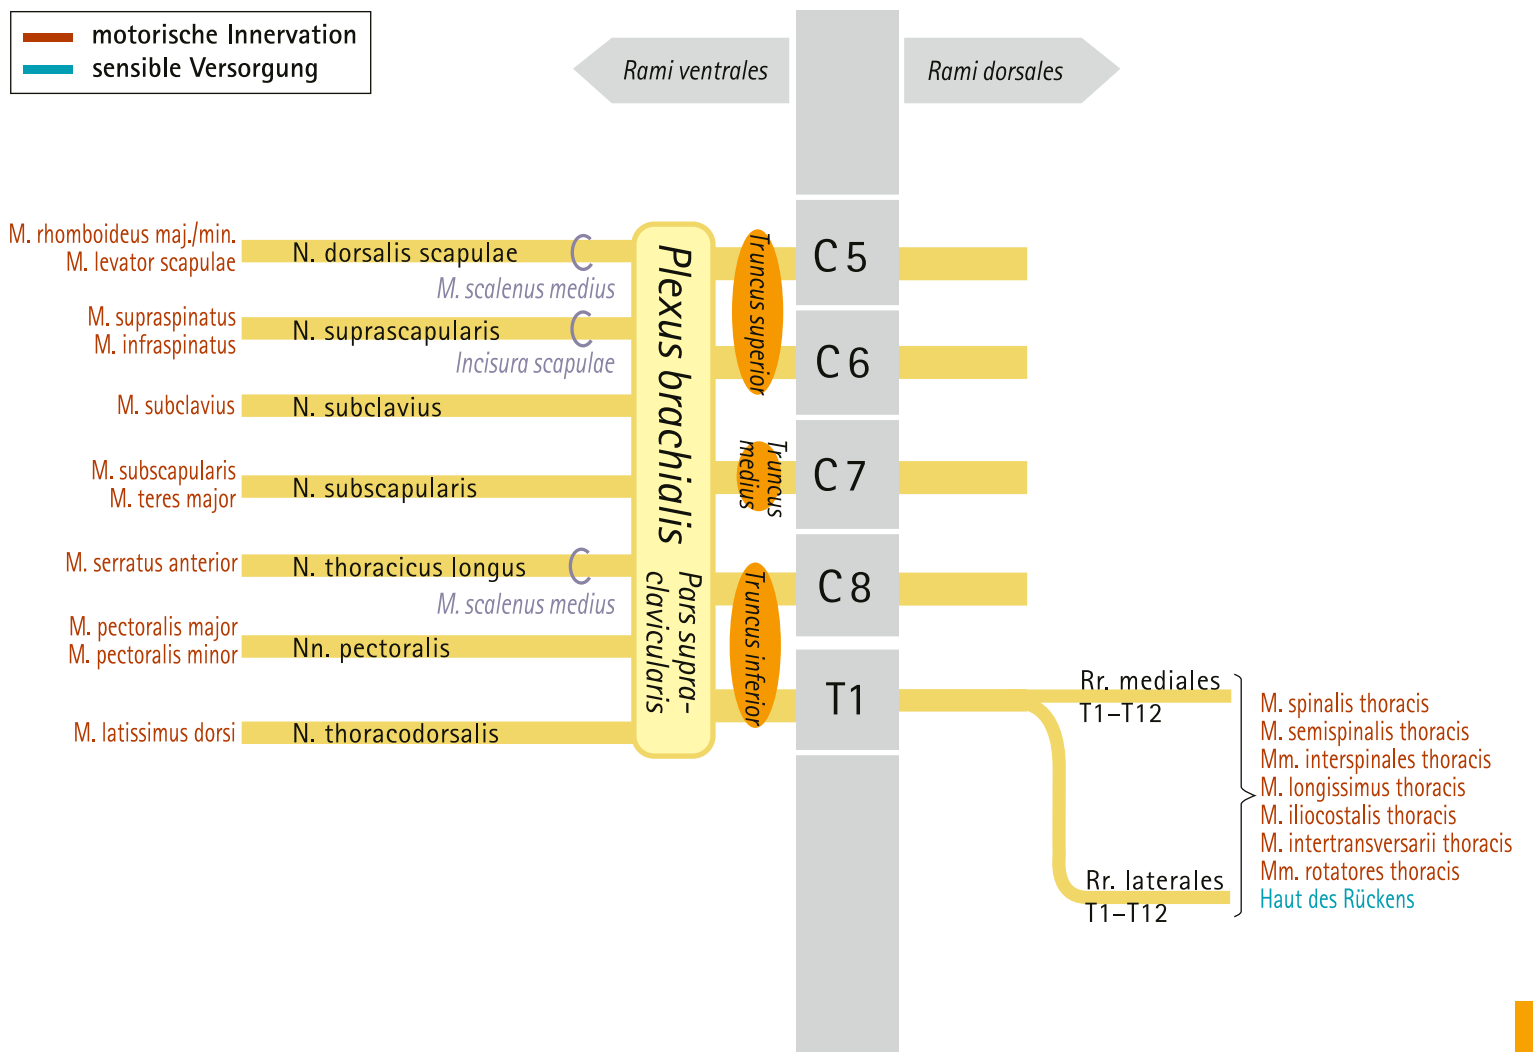 motorische Innervation
sensible Versorgung
Rami ventrales
Rami dorsales
M. rhomboideus maj./min.
M. levator scapulae
N. dorsalis scapulae
M. scalenus medius
M. supraspinatus
M. infraspinatus
N. suprascapularis
Incisura scapulae
M. subclavius
N. subclavius
M. subscapularis
M. teres major
N. subscapularis
M. serratus anterior
N. thoracicus longus
M. scalenus medius
M. pectoralis major
M. pectoralis minor
Nn. pectoralis
M. latissimus dorsi
N. thoracodorsalis
Plexus brachialis
Pars supra-
clavicularis
Truncus superior
Truncus
medius
Truncus inferior
C5
C6
C7
C8
T1
Rr. mediales
T1–T12
Rr. laterales
T1–T12
M. spinalis thoracis
M. semispinalis thoracis
Mm. interspinales thoracis
M. longissimus thoracis
M. iliocostalis thoracis
M. intertransversarii thoracis
Mm. rotatores thoracis
Haut des Rückens